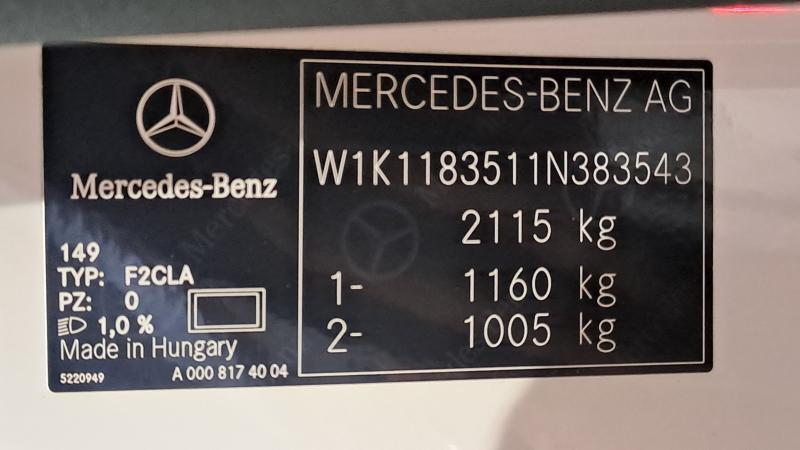 Mercedes-Benz
149
TYP: F2CLA
PZ: 0
1,0 %
Made in Hungary
5220949 A 000 817 40 04
MERCEDES-BENZ AG
W1K1183511N383543
2115 kg
1- 1160 kg
2- 1005 kg